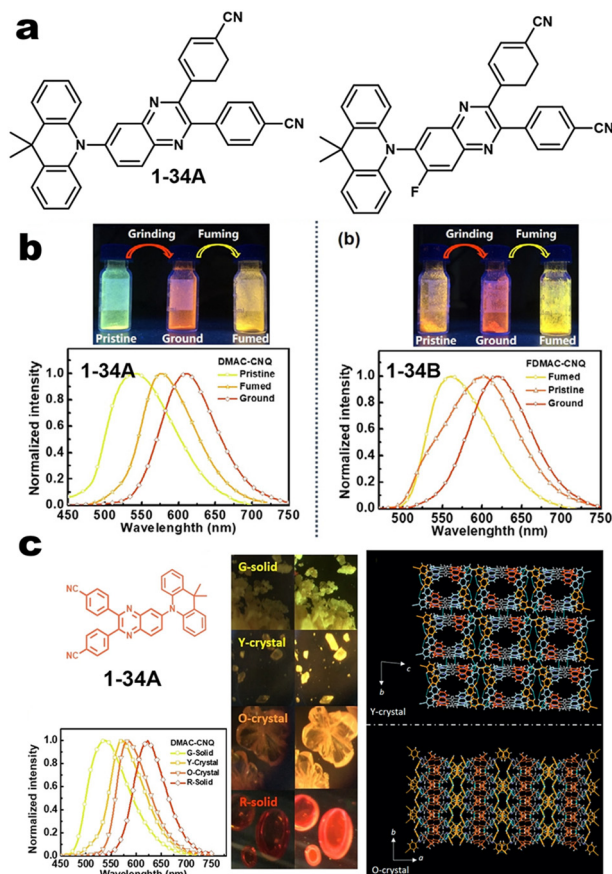 a
CN
N
N
N
CN
1-34A
CN
N
N
N
CN
F
b
Grinding Fuming
Pristine Ground Fumed
(b)
Grinding Fuming
Pristine Ground Fumed
1-34A
DMAC-CNQ
Pristine
Fumed
Ground
Normalized intensity
1.0
0.8
0.6
0.4
0.2
0.0
450 500 550 600 650 700 750
Wavelenghth (nm)
1-34B
FDMAC-CNQ
Fumed
Pristine
Ground
Normalized intensity
1.0
0.8
0.6
0.4
0.2
0.0
500 550 600 650 700 750
Wavelenghth (nm)
c
NC
N
N
N
NC
1-34A
DMAC-CNQ
G-Solid
Y-Crystal
O-Crystal
R-Solid
Normalized intensity
1.0
0.8
0.6
0.4
0.2
0.0
450 500 550 600 650 700 750
Wavelength (nm)
G-solid
Y-crystal
O-crystal
R-solid
c
b
Y-crystal
b
a
O-crystal